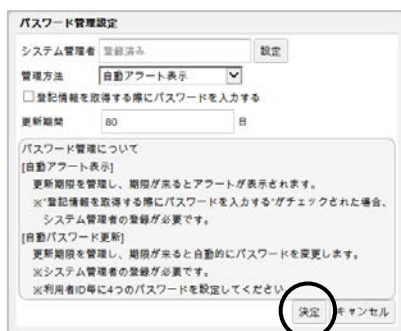 パスワード管理設定
システム管理者 登録済み 設定
管理方法 自動アラート表示
登記情報を取得する際にパスワードを入力する
更新期間 80 日
パスワード管理について
[自動アラート表示]
更新期限を管理し、期限が来るとアラートが表示されます。
※"登記情報を取得する際にパスワードを入力する"がチェックされた場合、
システム管理者の登録が必要です。
[自動パスワード更新]
更新期限を管理し、期限が来ると自動的にパスワードを変更します。
※システム管理者の登録が必要です。
※利用者ID毎に4つのパスワードを設定してください
決定 キャンセル